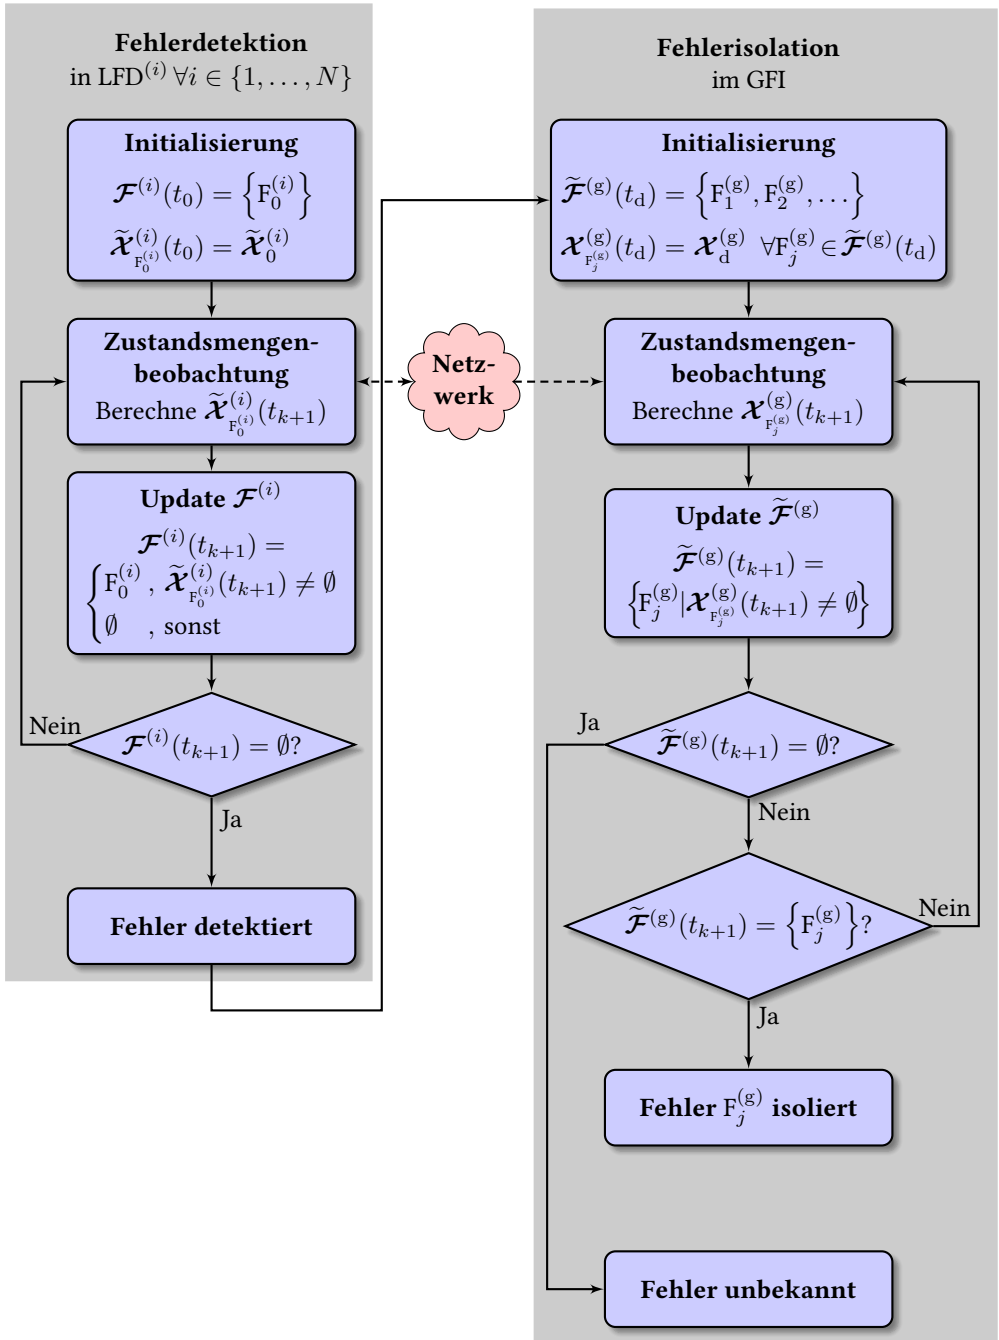 Fehlerdetektion
in LFD^{(i)} ∀i ∈ {1, . . . , N}
Initialisierung
𝓕^{(i)}(t_0) = {F_0^{(i)}}
𝓧̃_{F_0^{(i)}}^{(i)}(t_0) = 𝓧̃_0^{(i)}
Zustandsmengen-
beobachtung
Berechne 𝓧̃_{F_0^{(i)}}^{(i)}(t_{k+1})
Update 𝓕^{(i)}
𝓕^{(i)}(t_{k+1}) =
{F_0^{(i)} , 𝓧̃_{F_0^{(i)}}^{(i)}(t_{k+1}) ≠ ∅
∅ , sonst
Nein
𝓕^{(i)}(t_{k+1}) = ∅?
Ja
Fehler detektiert
Netz-
werk
Fehlerisolation
im GFI
Initialisierung
𝓕̃^{(g)}(t_d) = {F_1^{(g)}, F_2^{(g)}, . . .}
𝓧_{F_j^{(g)}}^{(g)}(t_d) = 𝓧_d^{(g)} ∀F_j^{(g)} ∈ 𝓕̃^{(g)}(t_d)
Zustandsmengen-
beobachtung
Berechne 𝓧_{F_j^{(g)}}^{(g)}(t_{k+1})
Update 𝓕̃^{(g)}
𝓕̃^{(g)}(t_{k+1}) =
{F_j^{(g)}|𝓧_{F_j^{(g)}}^{(g)}(t_{k+1}) ≠ ∅}
Ja
𝓕̃^{(g)}(t_{k+1}) = ∅?
Nein
𝓕̃^{(g)}(t_{k+1}) = {F_j^{(g)}}?
Nein
Ja
Fehler F_j^{(g)} isoliert
Fehler unbekannt